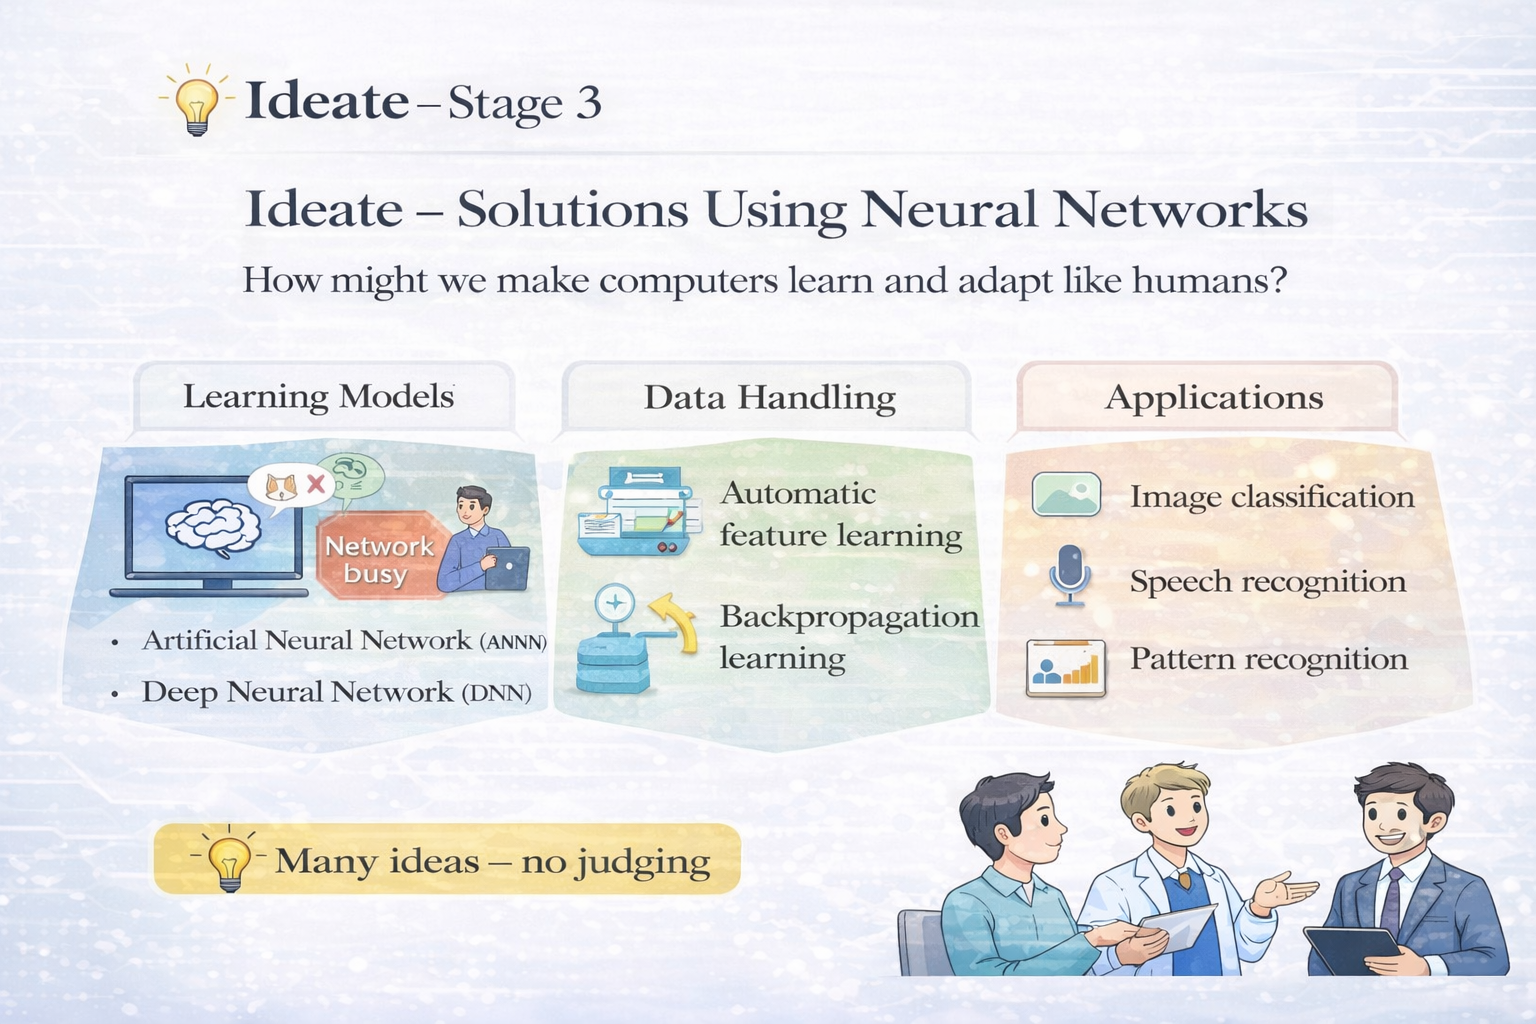 Ideate – Stage 3
Ideate – Solutions Using Neural Networks
How might we make computers learn and adapt like humans?
Learning Models
Network
busy
• Artificial Neural Network (ANNN)
• Deep Neural Network (DNN)
Data Handling
Automatic
feature learning
Backpropagation
learning
Applications
Image classification
Speech recognition
Pattern recognition
Many ideas – no judging